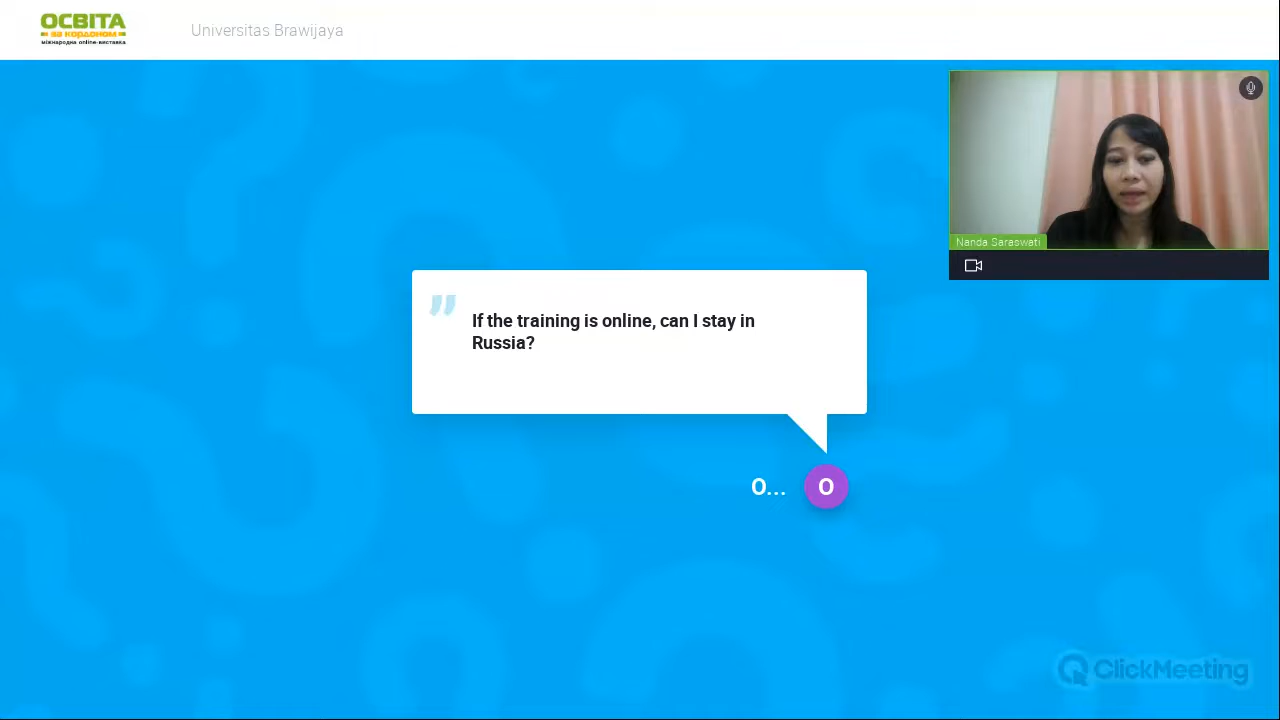 ОСВІТА
за кордоном
міжнародна online-виставка
Universitas Brawijaya
Nanda Saraswati
If the training is online, can I stay in
Russia?
O...
O
ClickMeeting